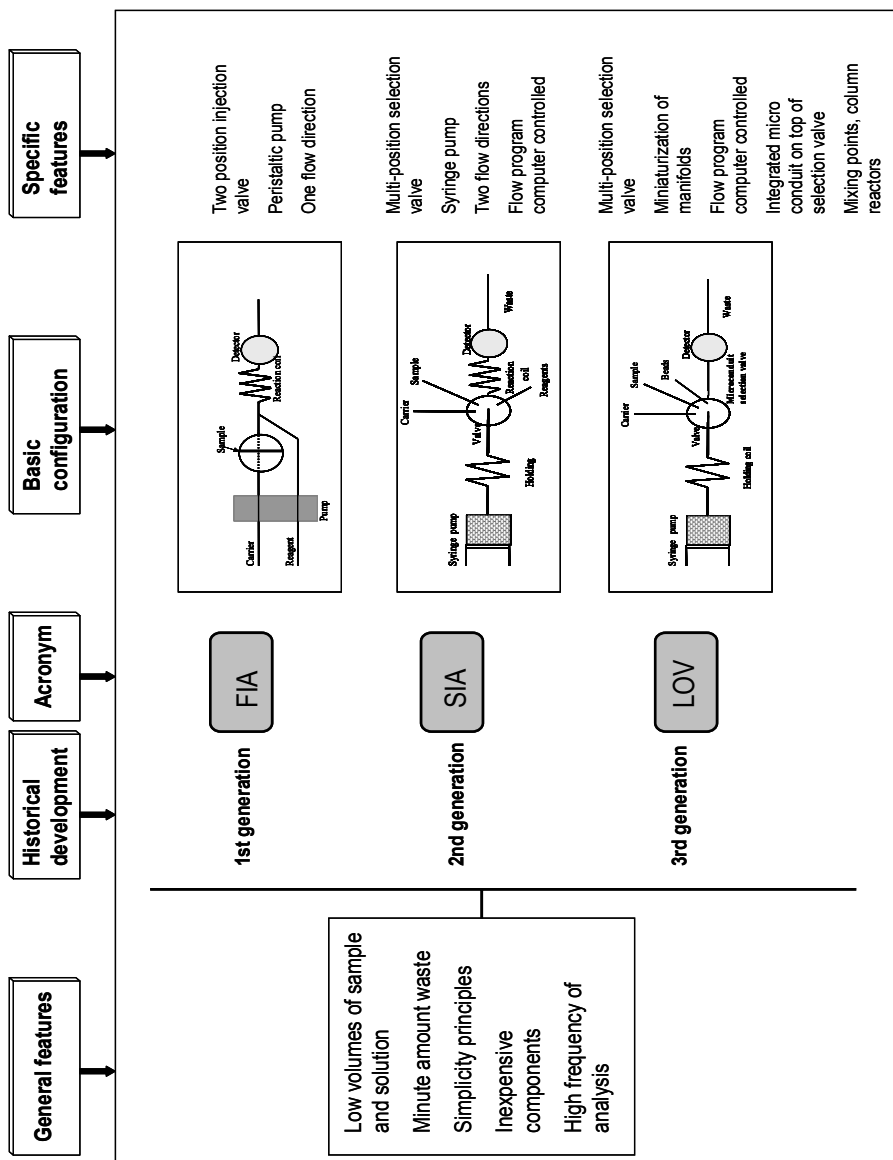 General features
Historical
development
Acronym
Basic
configuration
Specific
features
Low volumes of sample
and solution
Minute amount waste
Simplicity principles
Inexpensive
components
High frequency of
analysis
1st generation
FIA
Carrier
Reagent
Pump
Sample
Reaction coil
Detector
Two position injection
valve
Peristaltic pump
One flow direction
2nd generation
SIA
Syringe pump
Holding
Valve
Carrier
Sample
Reaction
coil
Reagents
Detector
Waste
Multi-position selection
valve
Syringe pump
Two flow directions
Flow program
computer controlled
3rd generation
LOV
Syringe pump
Holding coil
Valve
Carrier
Sample
Beads
Microconduit
selection valve
Detector
Waste
Multi-position selection
valve
Miniaturization of
manifolds
Flow program
computer controlled
Integrated micro
conduit on top of
selection valve
Mixing points, column
reactors